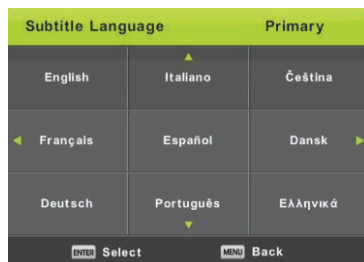 Subtitle Language Primary
English Italiano Čeština
Français Español Dansk
Deutsch Português Ελληνικά
ENTER Select MENU Back